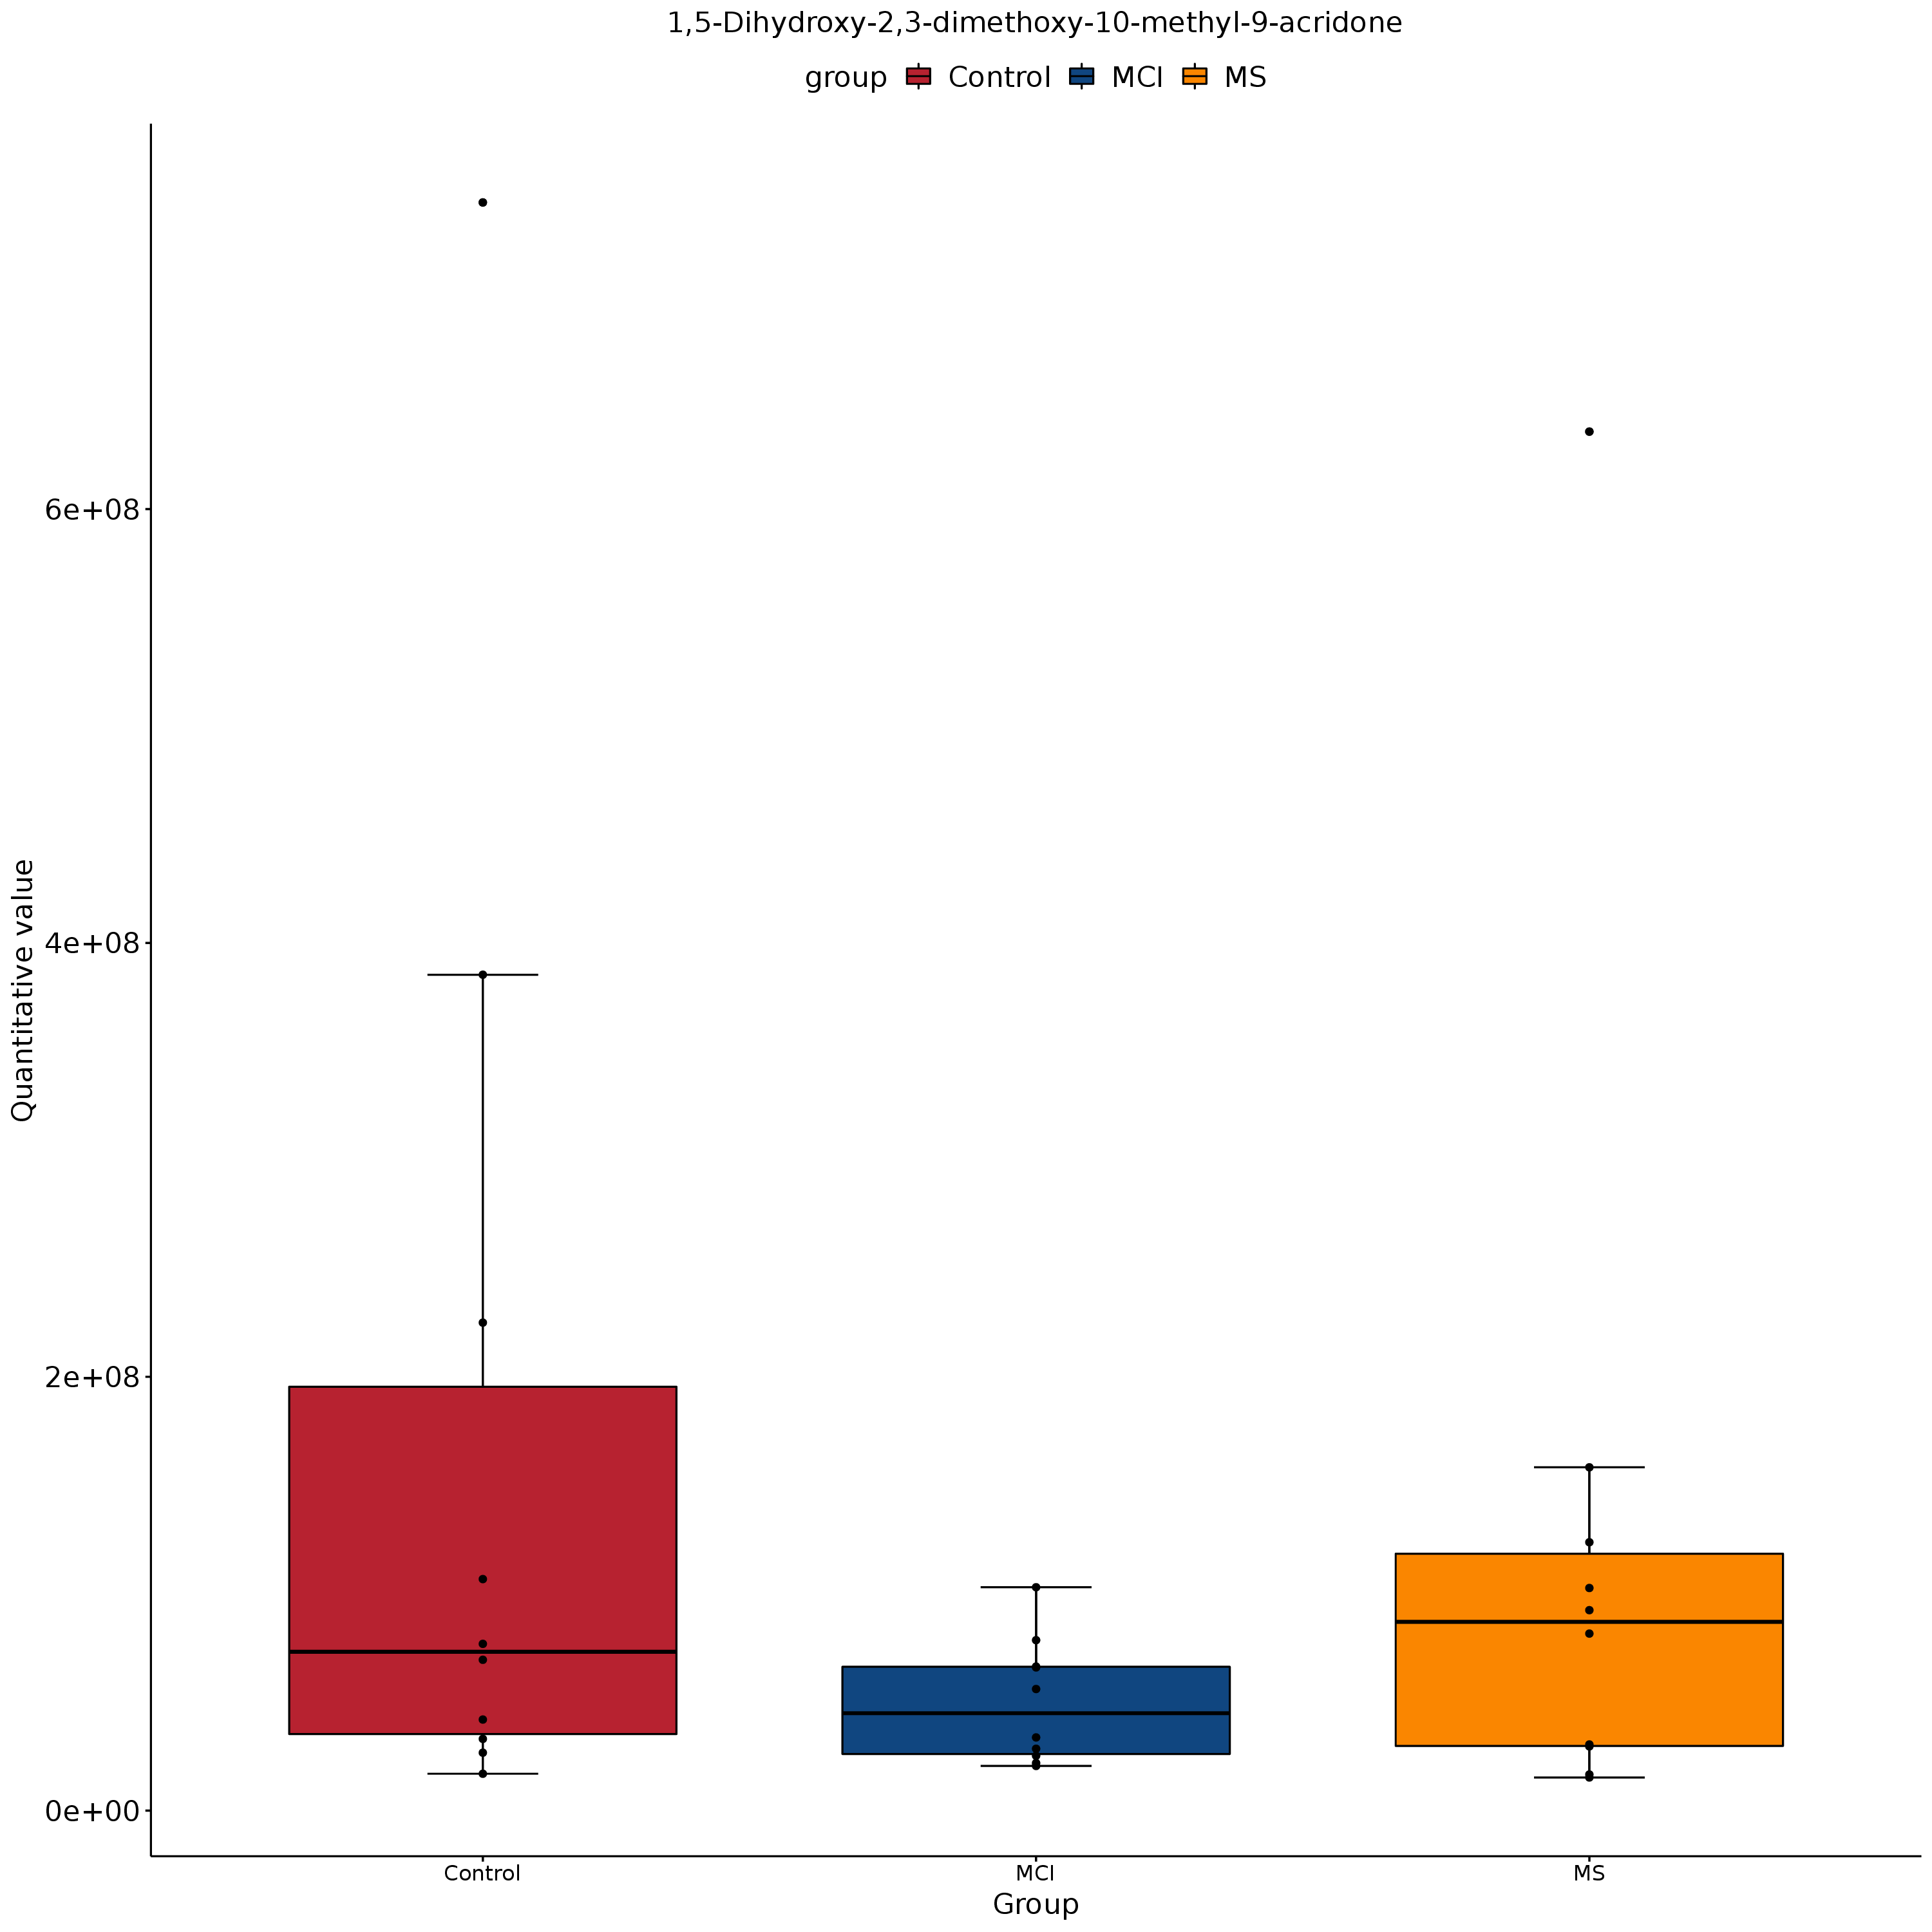 1,5-Dihydroxy-2,3-dimethoxy-10-methyl-9-acridone
group Control MCI MS
Quantitative value
6e+08
4e+08
2e+08
0e+00
Control MCI MS
Group